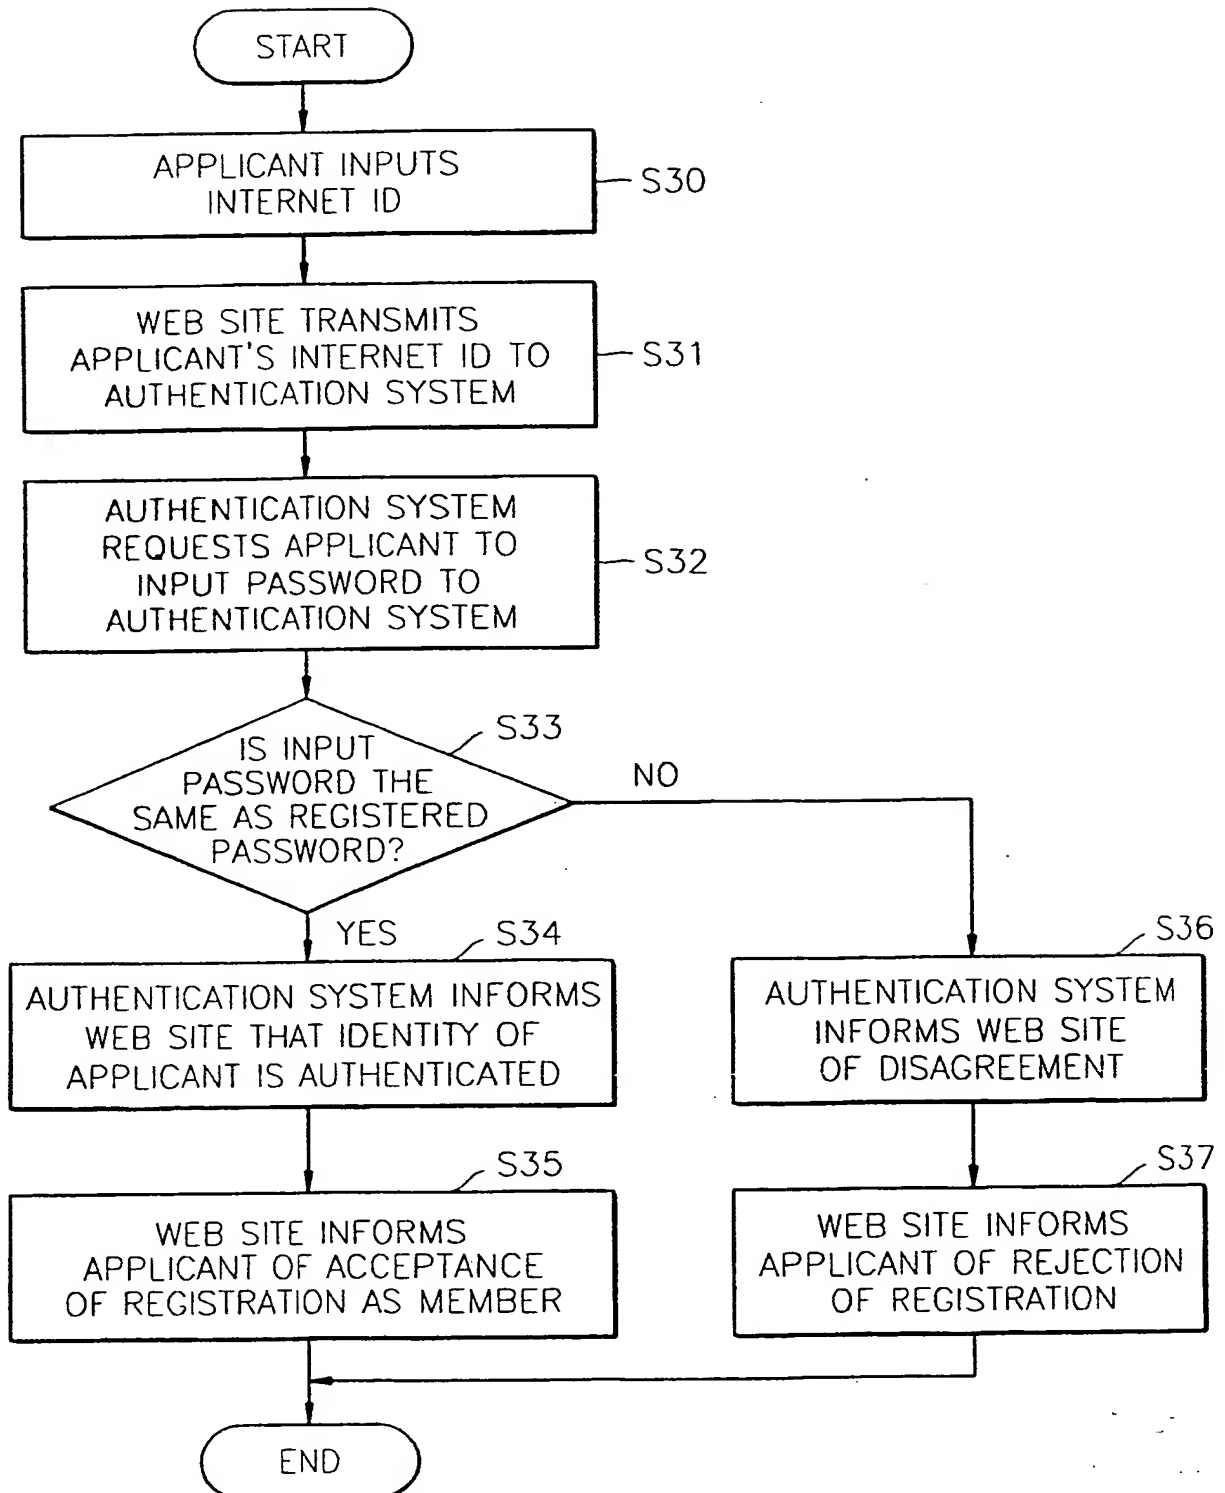 START
APPLICANT INPUTS
INTERNET ID
S30
WEB SITE TRANSMITS
APPLICANT'S INTERNET ID TO
AUTHENTICATION SYSTEM
S31
AUTHENTICATION SYSTEM
REQUESTS APPLICANT TO
INPUT PASSWORD TO
AUTHENTICATION SYSTEM
S32
S33
IS INPUT
PASSWORD THE
SAME AS REGISTERED
PASSWORD?
NO
YES
S34
AUTHENTICATION SYSTEM INFORMS
WEB SITE THAT IDENTITY OF
APPLICANT IS AUTHENTICATED
S36
AUTHENTICATION SYSTEM
INFORMS WEB SITE
OF DISAGREEMENT
S35
WEB SITE INFORMS
APPLICANT OF ACCEPTANCE
OF REGISTRATION AS MEMBER
S37
WEB SITE INFORMS
APPLICANT OF REJECTION
OF REGISTRATION
END